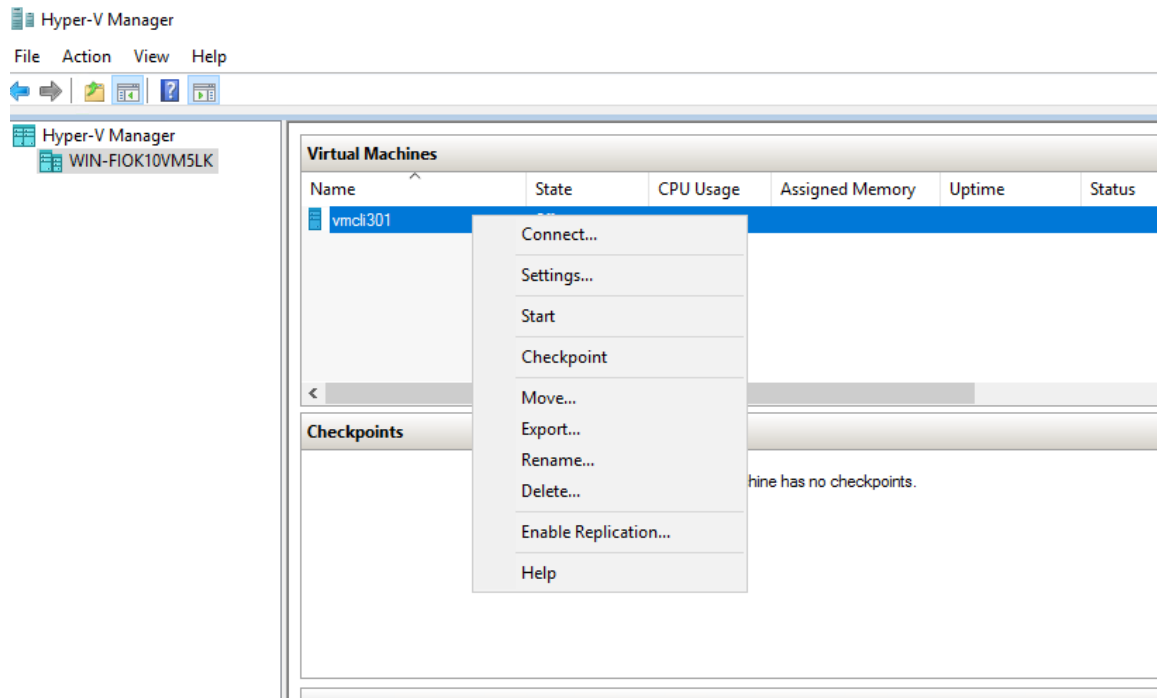 Hyper-V Manager
File Action View Help
Hyper-V Manager
WIN-FIOK10VM5LK
Virtual Machines
Name State CPU Usage Assigned Memory Uptime Status
vmcli301
Connect...
Settings...
Start
Checkpoint
Move...
Export...
Rename...
Delete...
Enable Replication...
Help
Checkpoints
hine has no checkpoints.